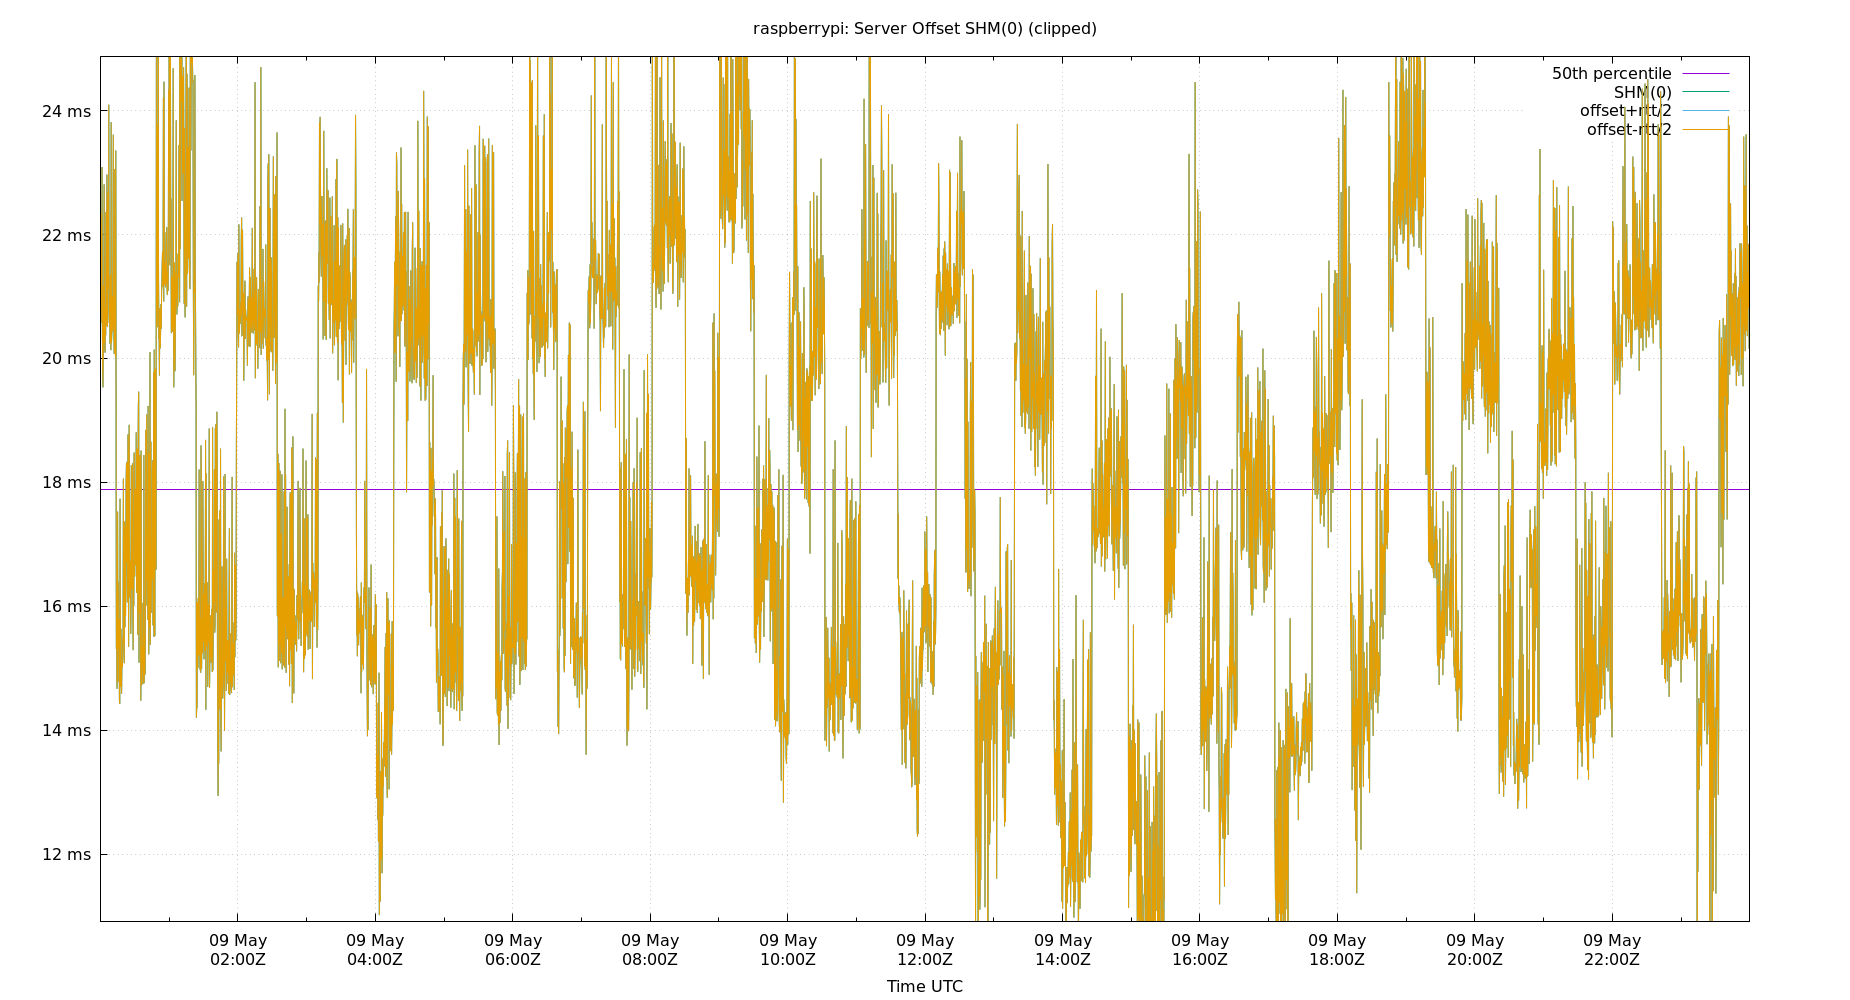 raspberrypi: Server Offset SHM(0) (clipped)
50th percentile
SHM(0)
offset+rtt/2
offset-rtt/2
24 ms
22 ms
20 ms
18 ms
16 ms
14 ms
12 ms
09 May 09 May 09 May 09 May 09 May 09 May 09 May 09 May 09 May 09 May 09 May
02:00Z 04:00Z 06:00Z 08:00Z 10:00Z 12:00Z 14:00Z 16:00Z 18:00Z 20:00Z 22:00Z
Time UTC